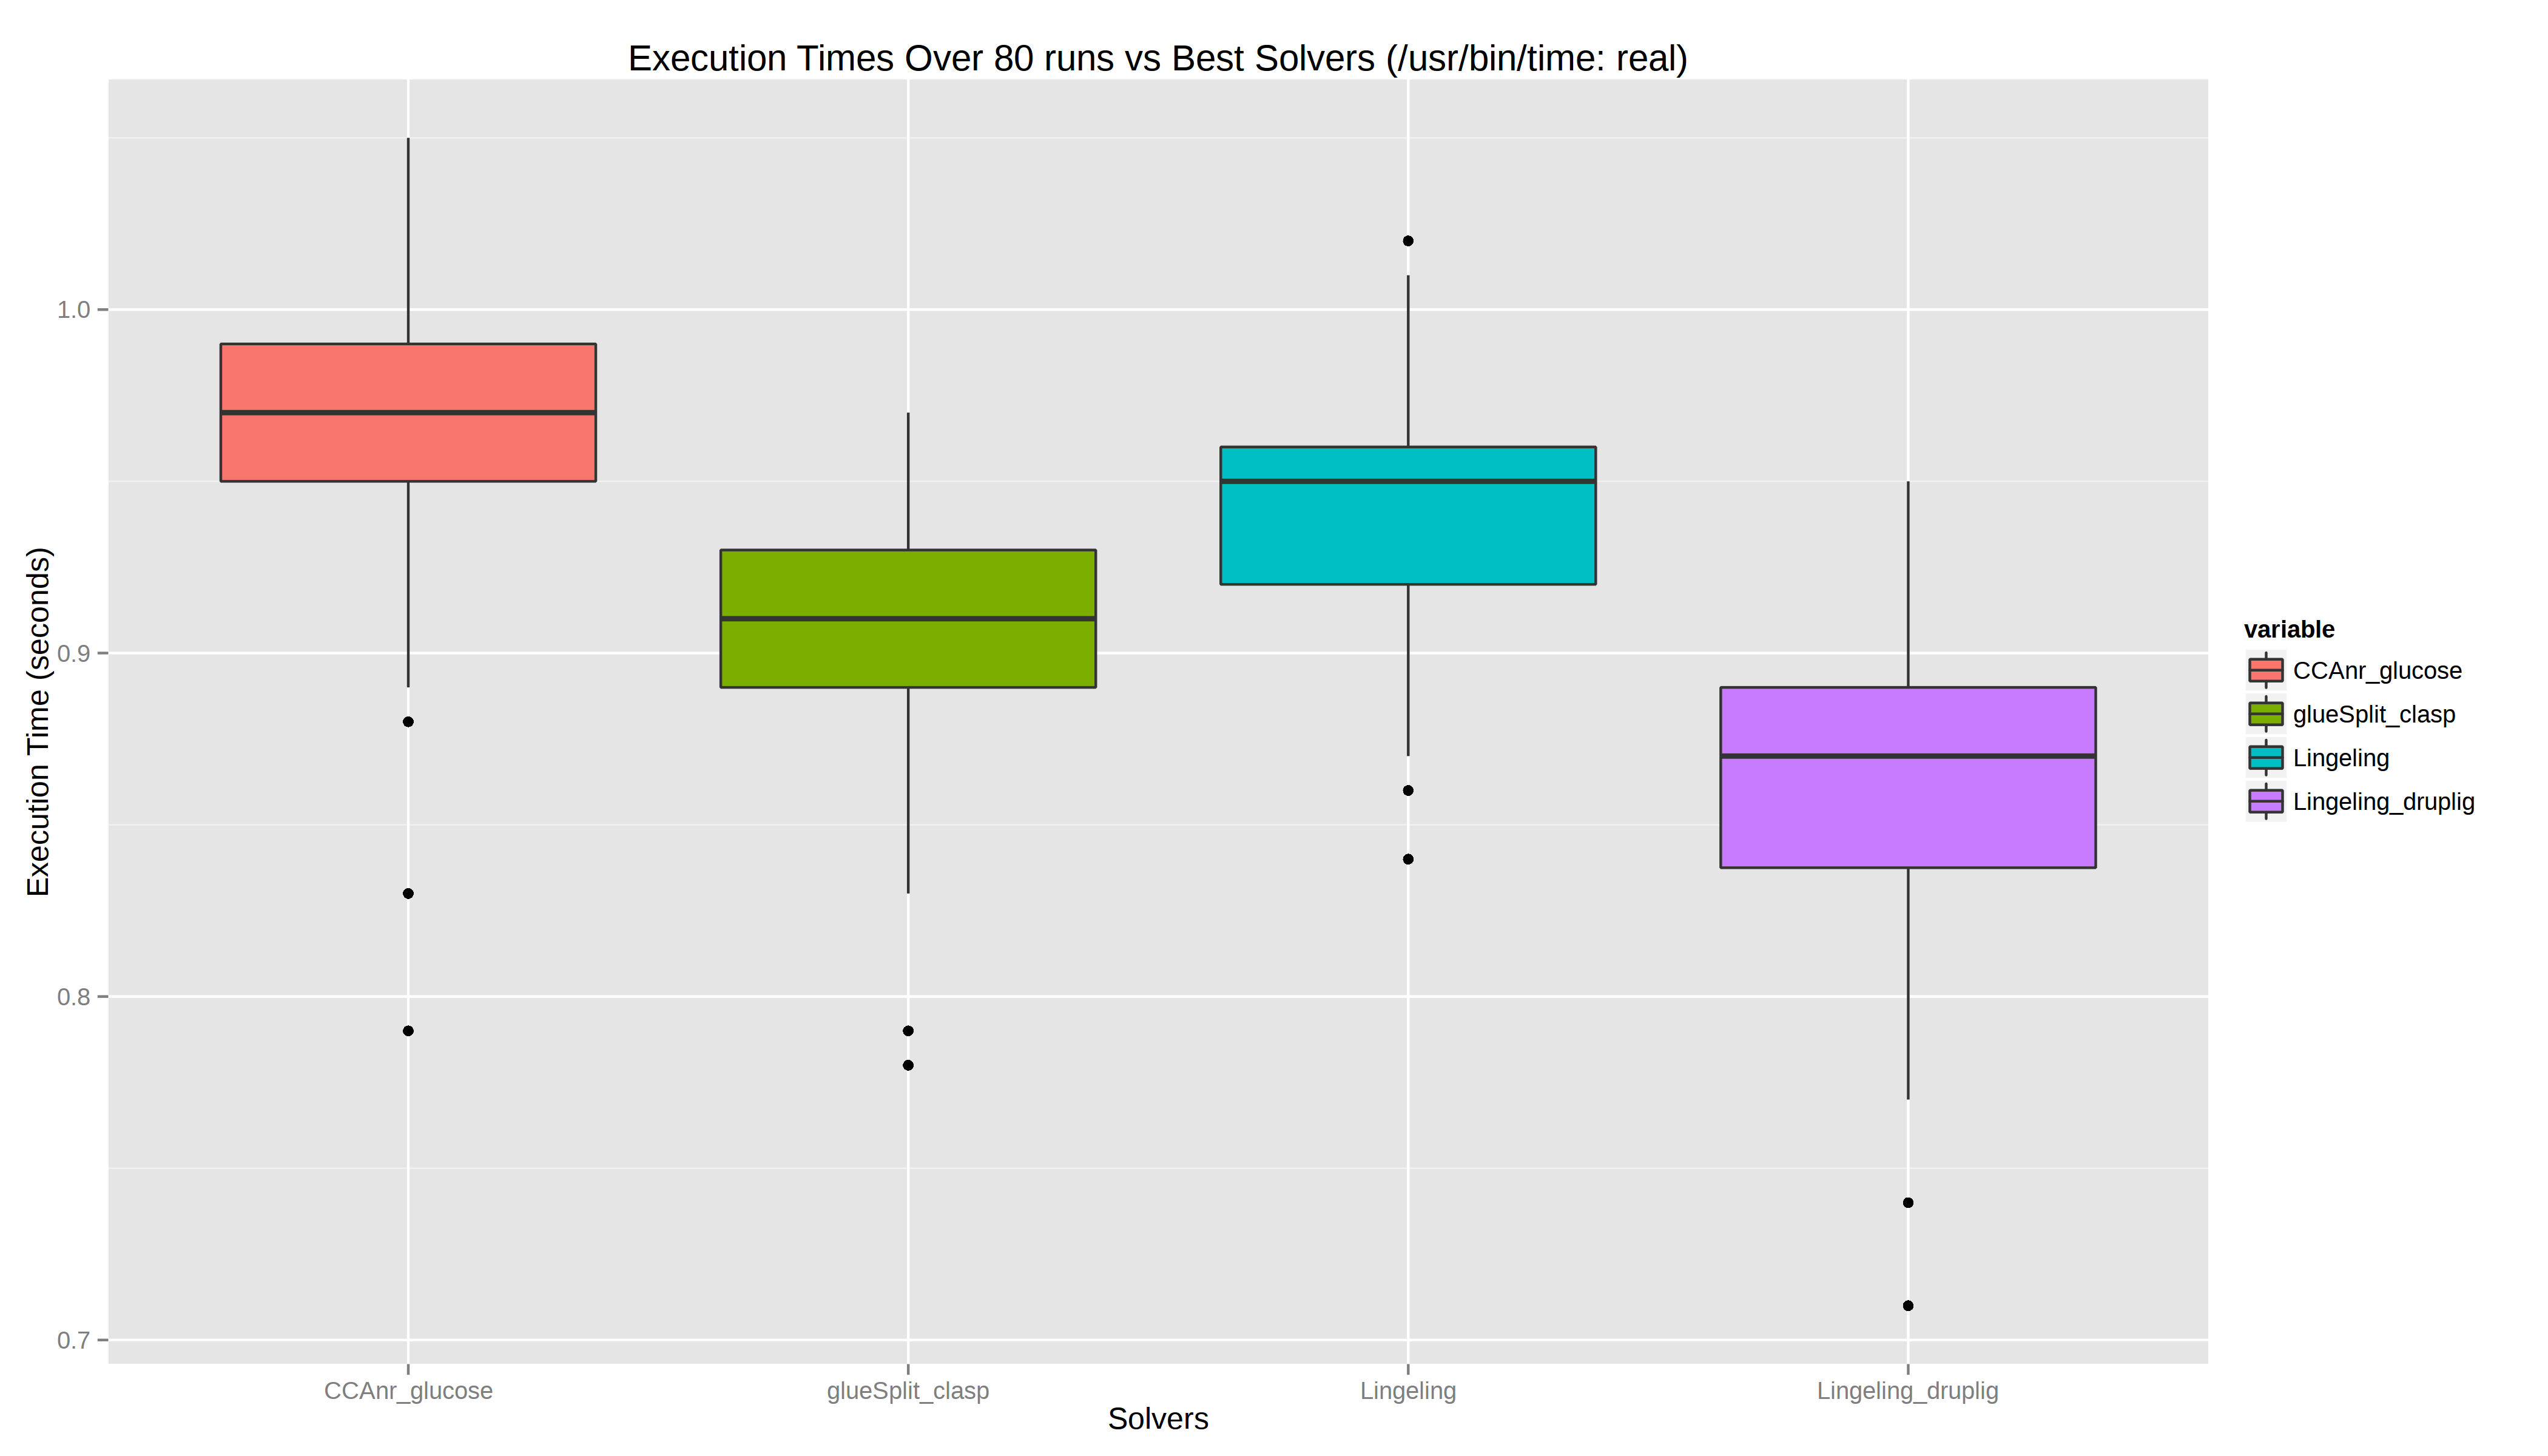 Execution Times Over 80 runs vs Best Solvers (/usr/bin/time: real)
Execution Time (seconds)
1.0
0.9
0.8
0.7
CCAnr_glucose
glueSplit_clasp
Lingeling
Lingeling_druplig
Solvers
variable
CCAnr_glucose
glueSplit_clasp
Lingeling
Lingeling_druplig